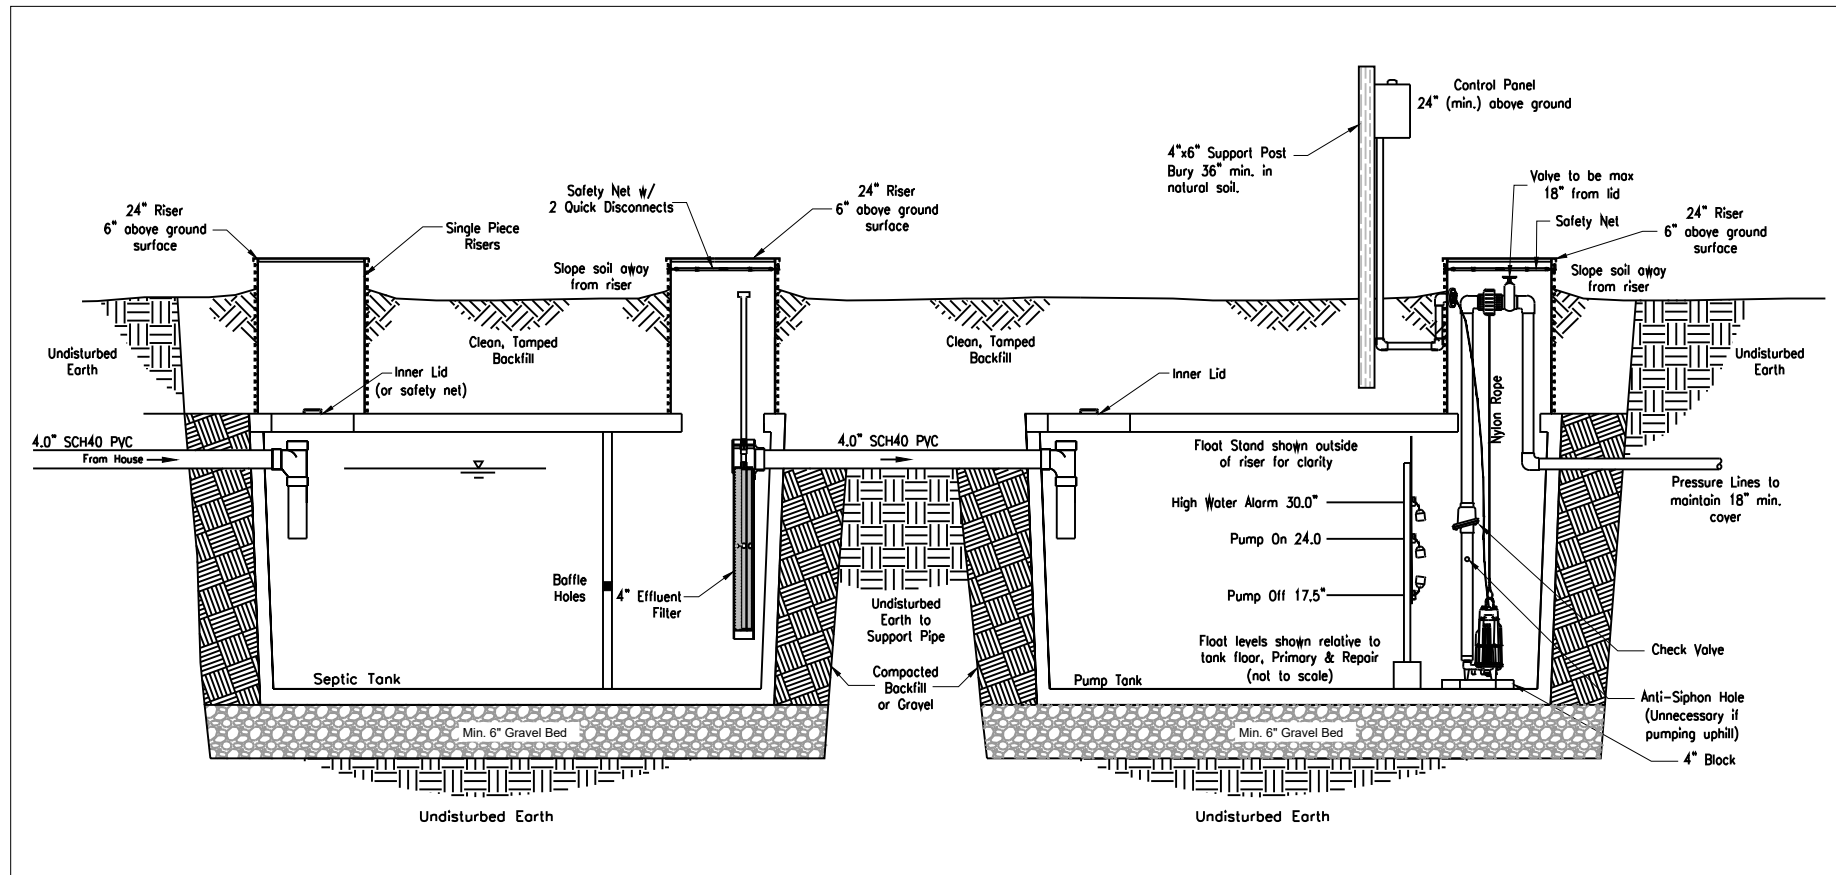 Control Panel
24" (min.) above ground
4"x6" Support Post
Bury 36" min. in
natural soil.
Valve to be max
18" from lid
Safety Net
24" Riser
6" above ground
surface
Slope soil away
from riser
24" Riser
6" above ground
surface
Single Piece
Risers
Safety Net w/
2 Quick Disconnects
24" Riser
6" above ground
surface
Slope soil away
from riser
Undisturbed
Earth
Clean, Tamped
Backfill
Clean, Tamped
Backfill
Undisturbed
Earth
Inner Lid
(or safety net)
Inner Lid
Nylon Rope
4.0" SCH40 PVC
From House
4.0" SCH40 PVC
Float Stand shown outside
of riser for clarity
Pressure Lines to
maintain 18" min.
cover
High Water Alarm 30.0"
Pump On 24.0
Pump Off 17.5"
Baffle
Holes
4" Effluent
Filter
Undisturbed
Earth to
Support Pipe
Float levels shown relative to
tank floor, Primary & Repair
(not to scale)
Check Valve
Septic Tank
Compacted
Backfill
or Gravel
Pump Tank
Anti-Siphon Hole
(Unnecessary if
pumping uphill)
4" Block
Min. 6" Gravel Bed
Min. 6" Gravel Bed
Undisturbed Earth
Undisturbed Earth